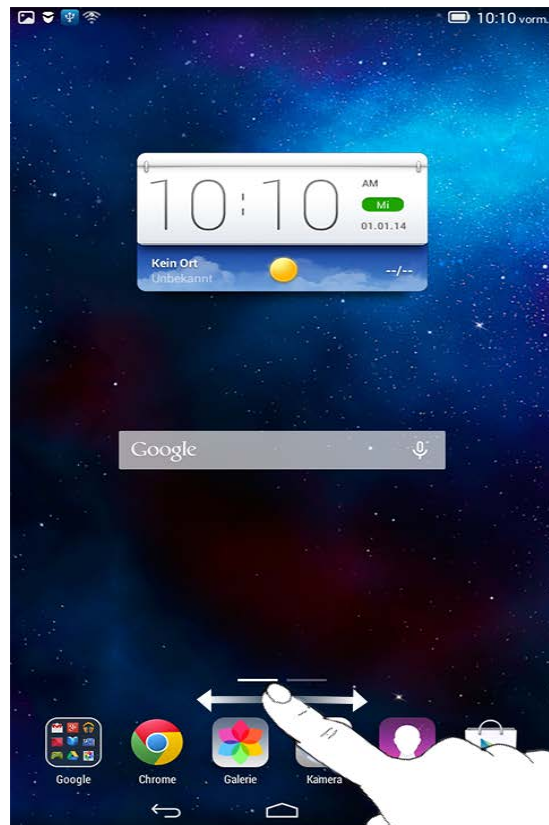 10:10 vorm.
10:10
AM
Mi
01.01.14
Kein Ort
Unbekannt
--/--
Google
Google
Chrome
Galerie
Kamera